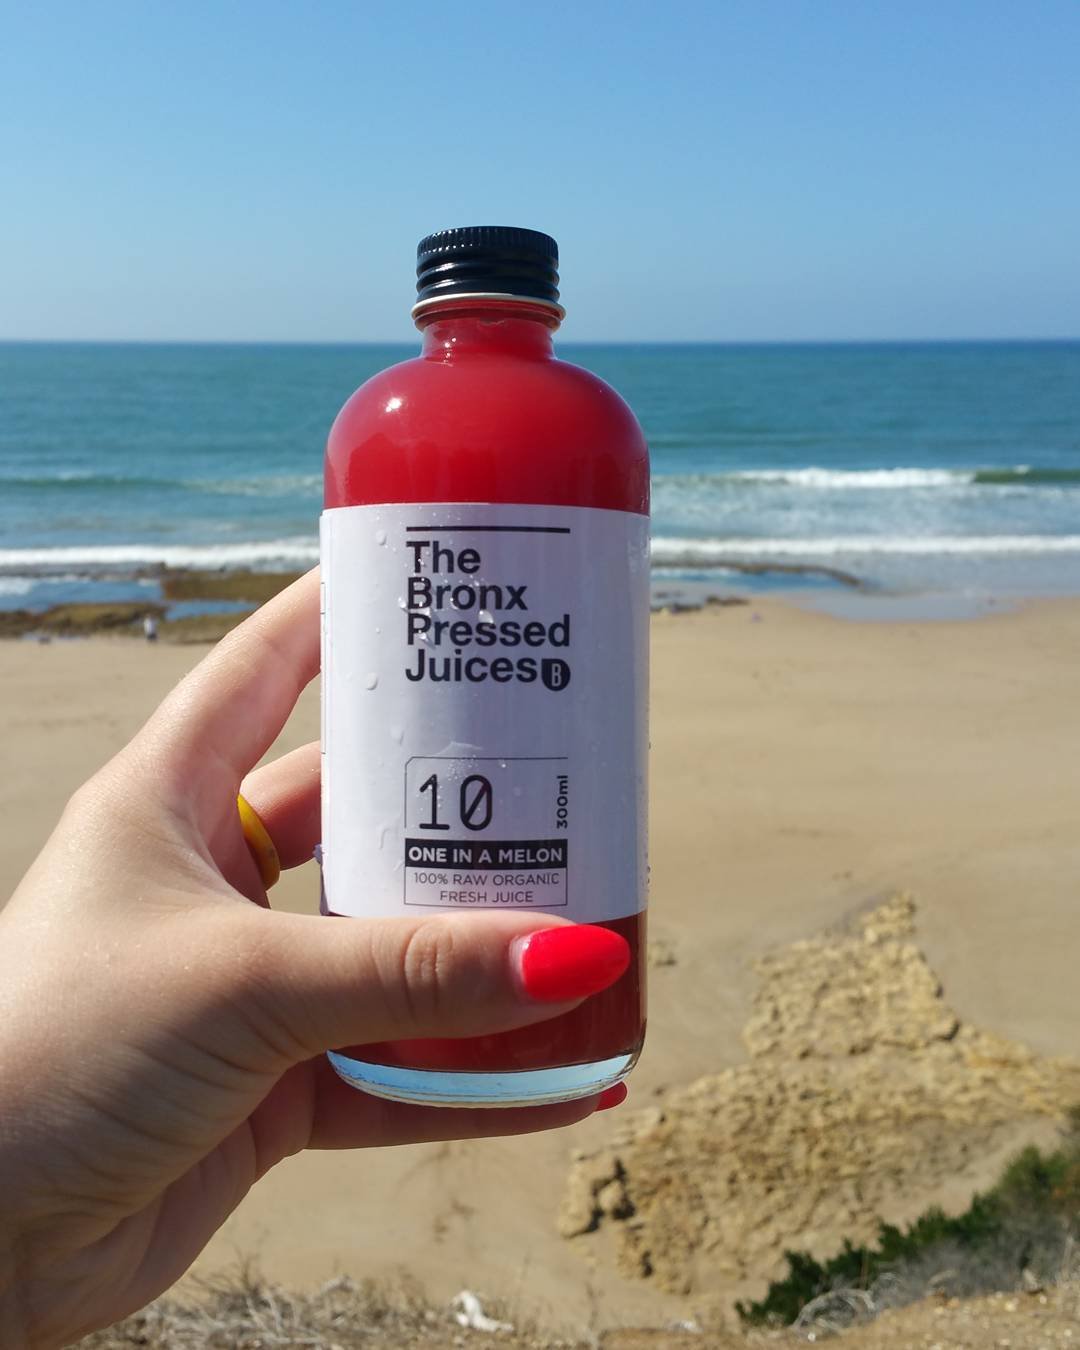 The
Bronx
Pressed
Juices B
10
300ml
ONE IN A MELON
100% RAW ORGANIC
FRESH JUICE